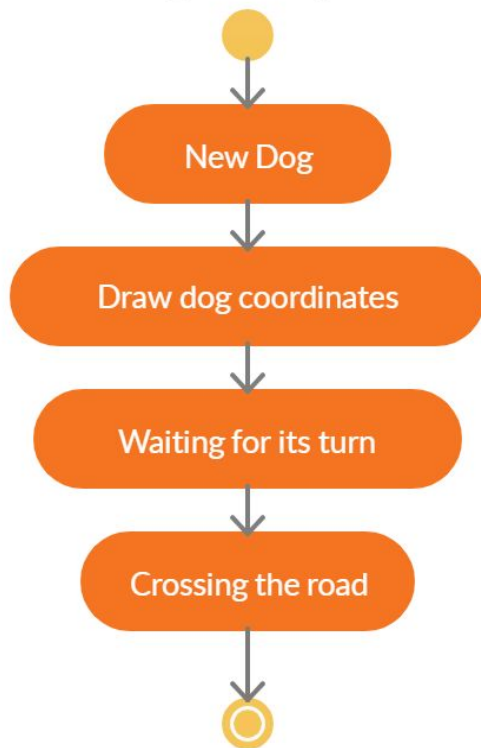 New Dog
Draw dog coordinates
Waiting for its turn
Crossing the road